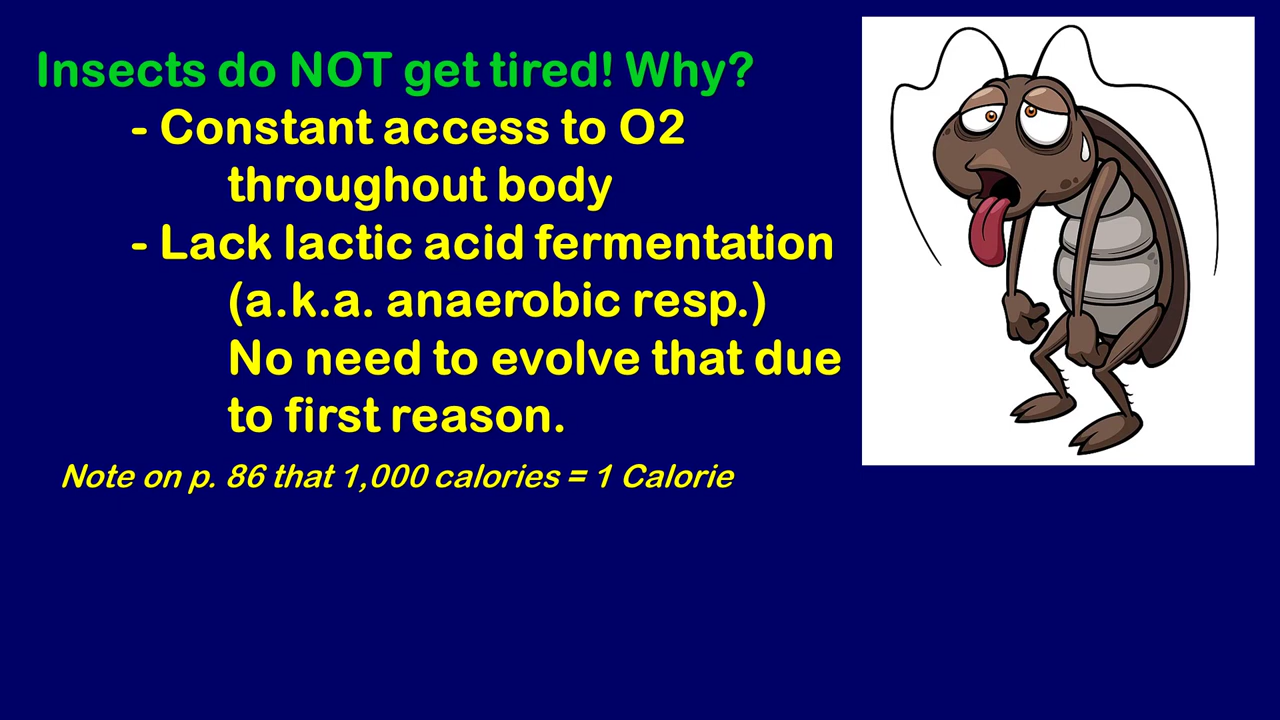 Insects do NOT get tired! Why?
- Constant access to O2
throughout body
- Lack lactic acid fermentation
(a.k.a. anaerobic resp.)
No need to evolve that due
to first reason.
Note on p. 86 that 1,000 calories = 1 Calorie